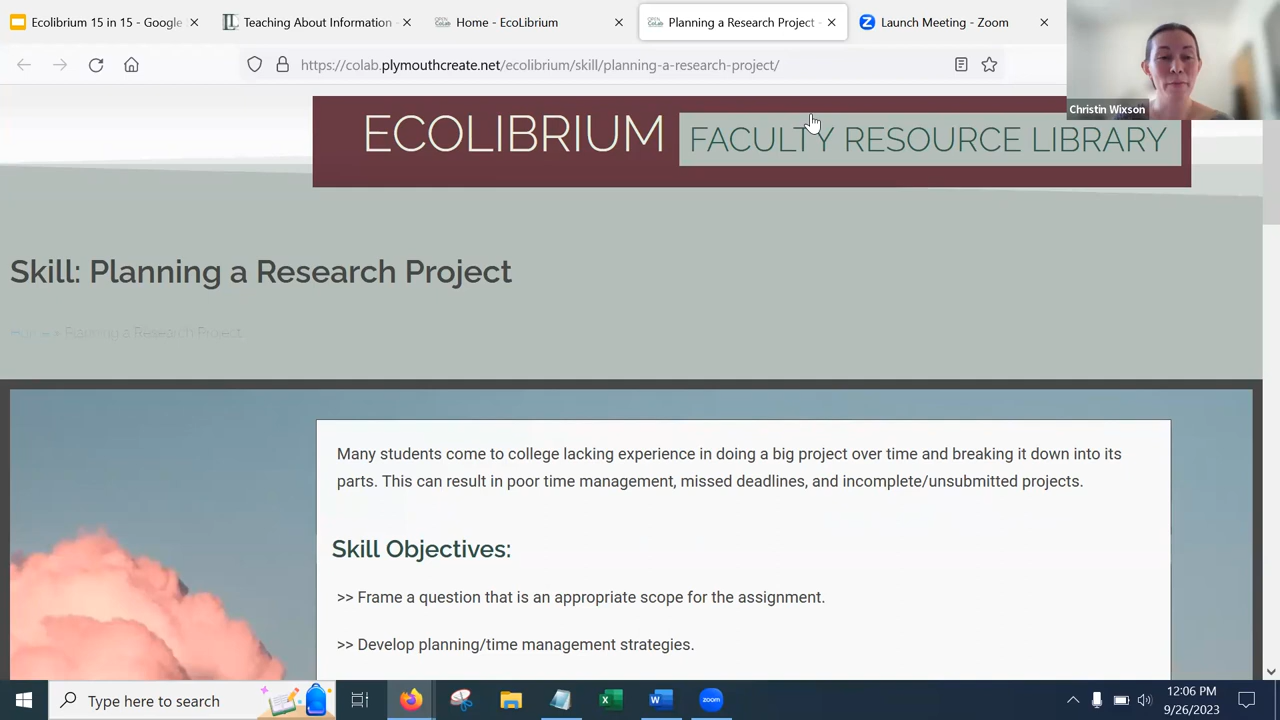 Ecolibrium 15 in 15 - Google
Teaching About Information -
Home - EcoLibrium
Planning a Research Project -
Launch Meeting - Zoom
https://colab.plymouthcreate.net/ecolibrium/skill/planning-a-research-project/
Christin Wixson
ECOLIBRIUM FACULTY RESOURCE LIBRARY
Skill: Planning a Research Project
Home » Planning a Research Project
Many students come to college lacking experience in doing a big project over time and breaking it down into its
parts. This can result in poor time management, missed deadlines, and incomplete/unsubmitted projects.
Skill Objectives:
>> Frame a question that is an appropriate scope for the assignment.
>> Develop planning/time management strategies.
Type here to search
zoom
12:06 PM
9/26/2023